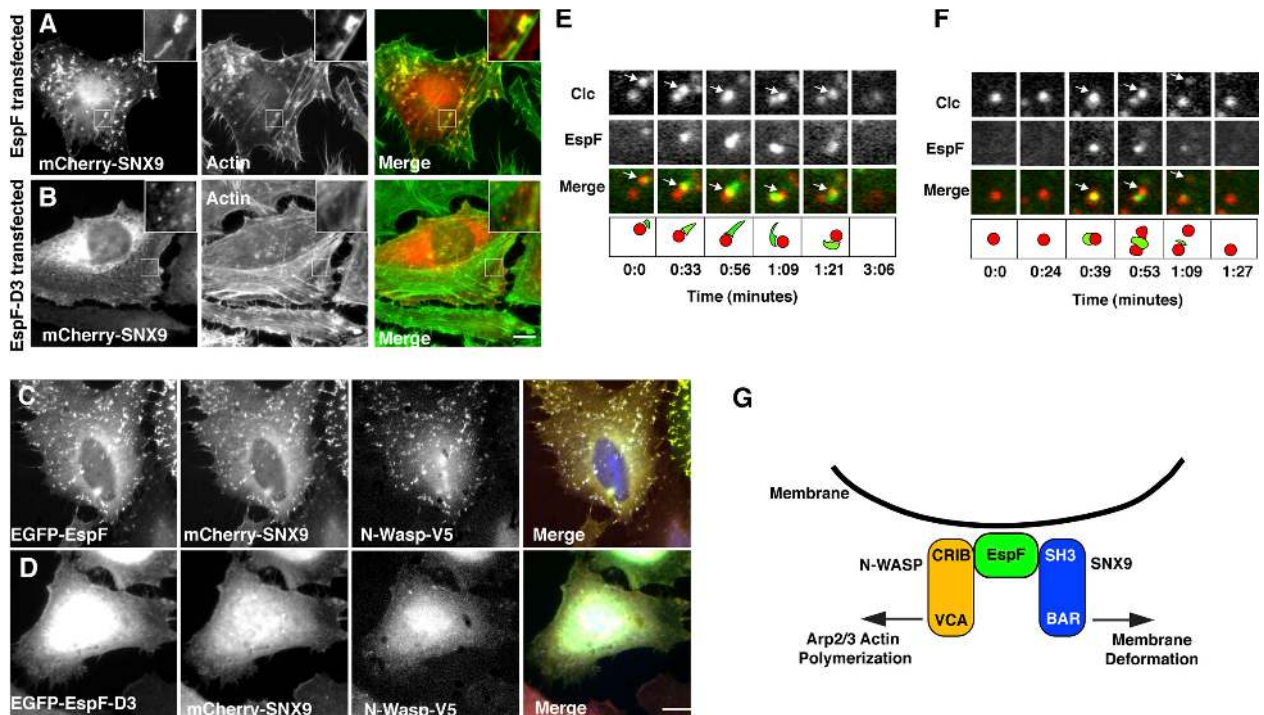 A
EspF transfected
mCherry-SNX9
Actin
Merge
B
EspF-D3 transfected
mCherry-SNX9
Actin
Merge
C
EGFP-EspF
mCherry-SNX9
N-Wasp-V5
Merge
D
EGFP-EspF-D3
mCherry-SNX9
N-Wasp-V5
Merge
E
Clc
EspF
Merge
0:0 0:33 0:56 1:09 1:21 3:06
Time (minutes)
F
Clc
EspF
Merge
0:0 0:24 0:39 0:53 1:09 1:27
Time (minutes)
G
Membrane
N-WASP
CRIB
EspF
SH3
SNX9
VCA
BAR
Arp2/3 Actin
Polymerization
Membrane
Deformation